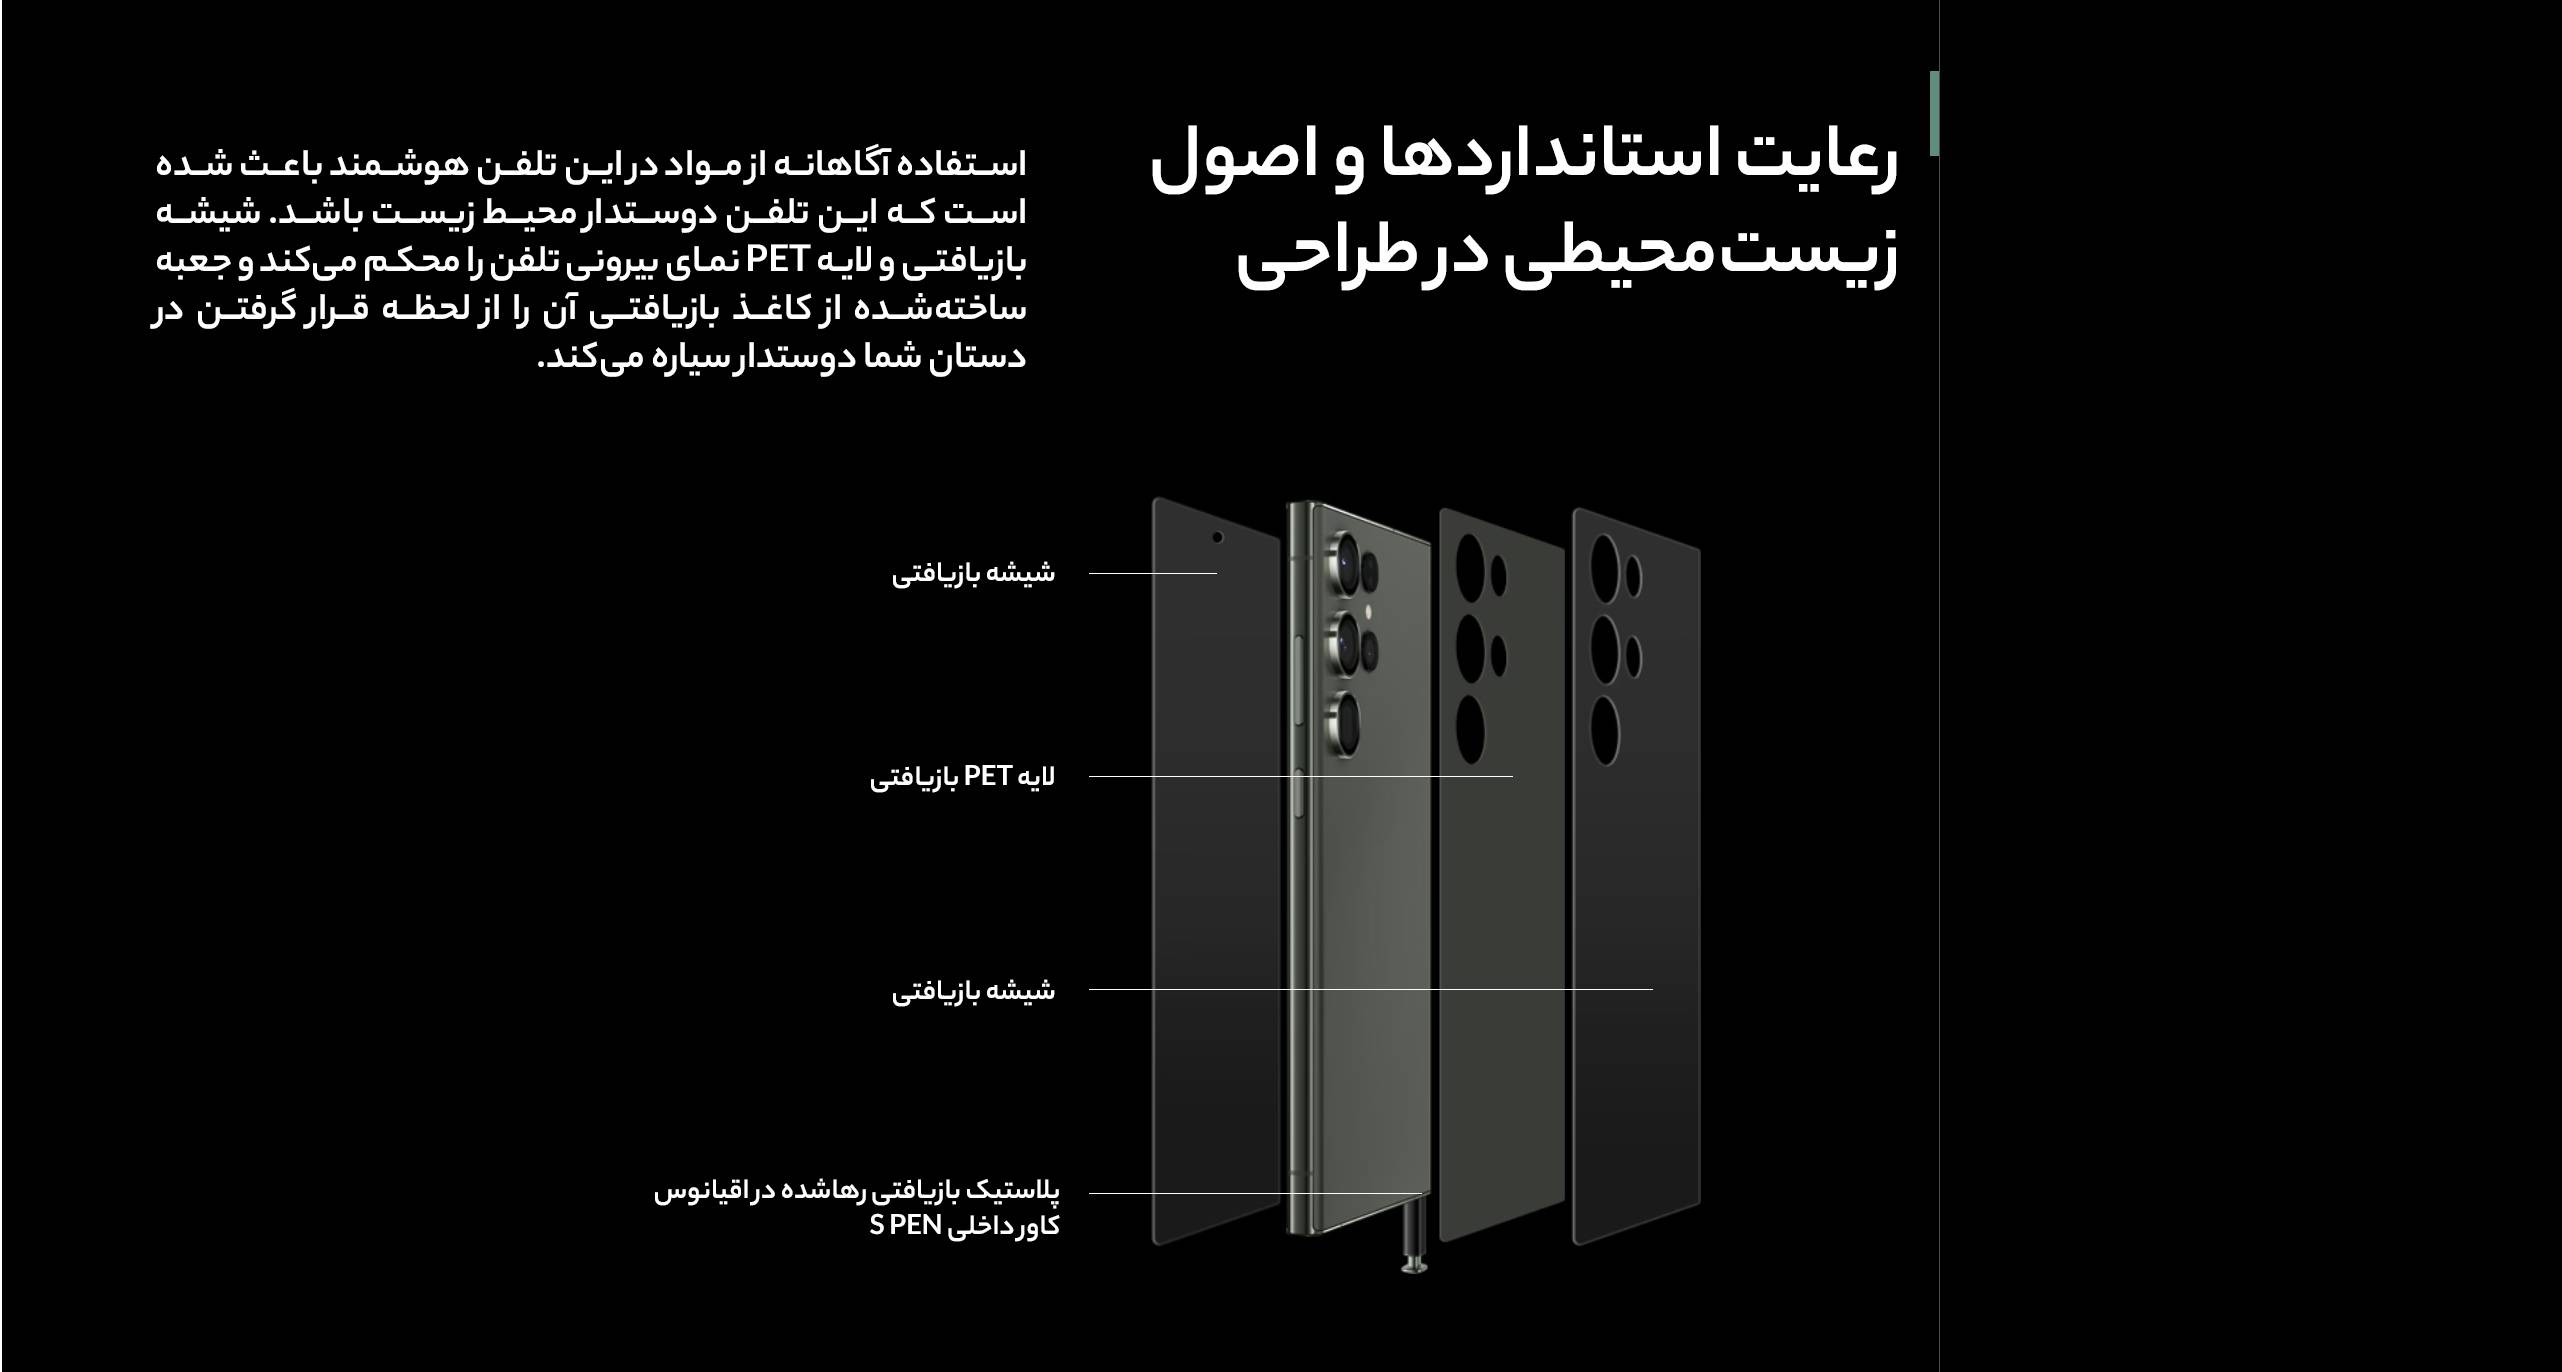 رعایت استانداردها و اصول
زیست‌محیطی در طراحی
استفاده آگاهانه از مواد در این تلفن هوشمند باعث شده
است که این تلفن دوستدار محیط زیست باشد. شیشه
بازیافتی و لایه PET نمای بیرونی تلفن را محکم می‌کند و جعبه
ساخته‌شده از کاغذ بازیافتی آن را از لحظه قرار گرفتن در
دستان شما دوستدار سیاره می‌کند.
شیشه بازیافتی
لایه PET بازیافتی
شیشه بازیافتی
پلاستیک بازیافتی رهاشده در اقیانوس
کاور داخلی S PEN